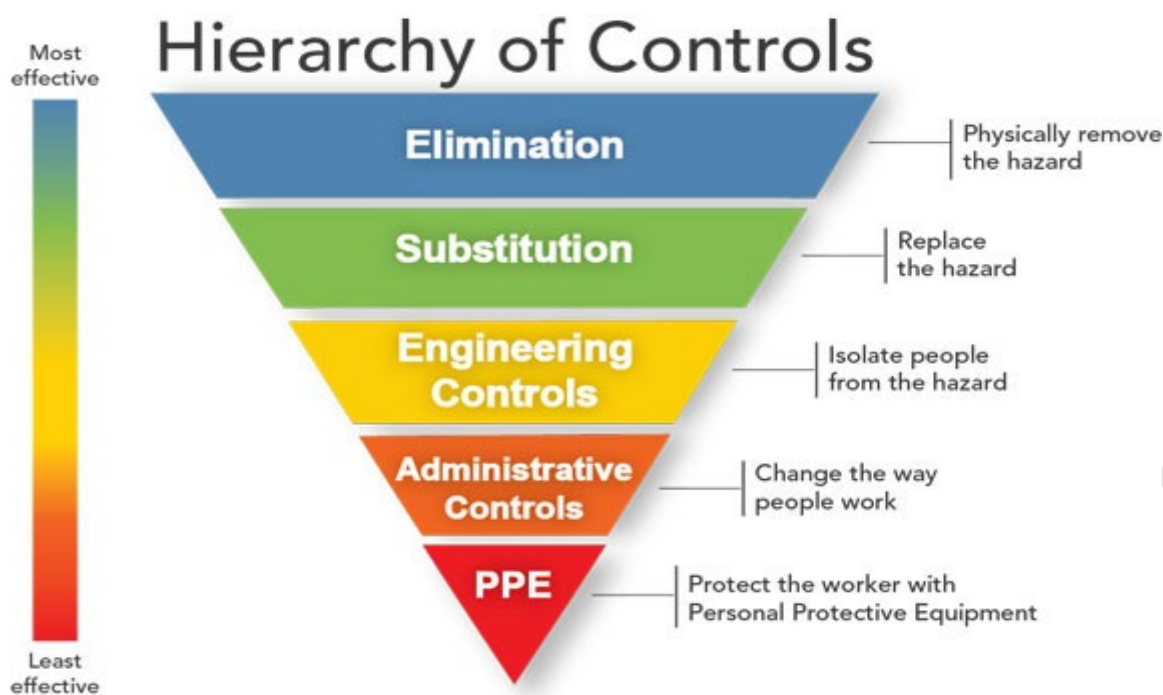 Hierarchy of Controls
Most
effective
Elimination
Physically remove
the hazard
Substitution
Replace
the hazard
Engineering
Controls
Isolate people
from the hazard
Administrative
Controls
Change the way
people work
PPE
Protect the worker with
Personal Protective Equipment
Least
effective